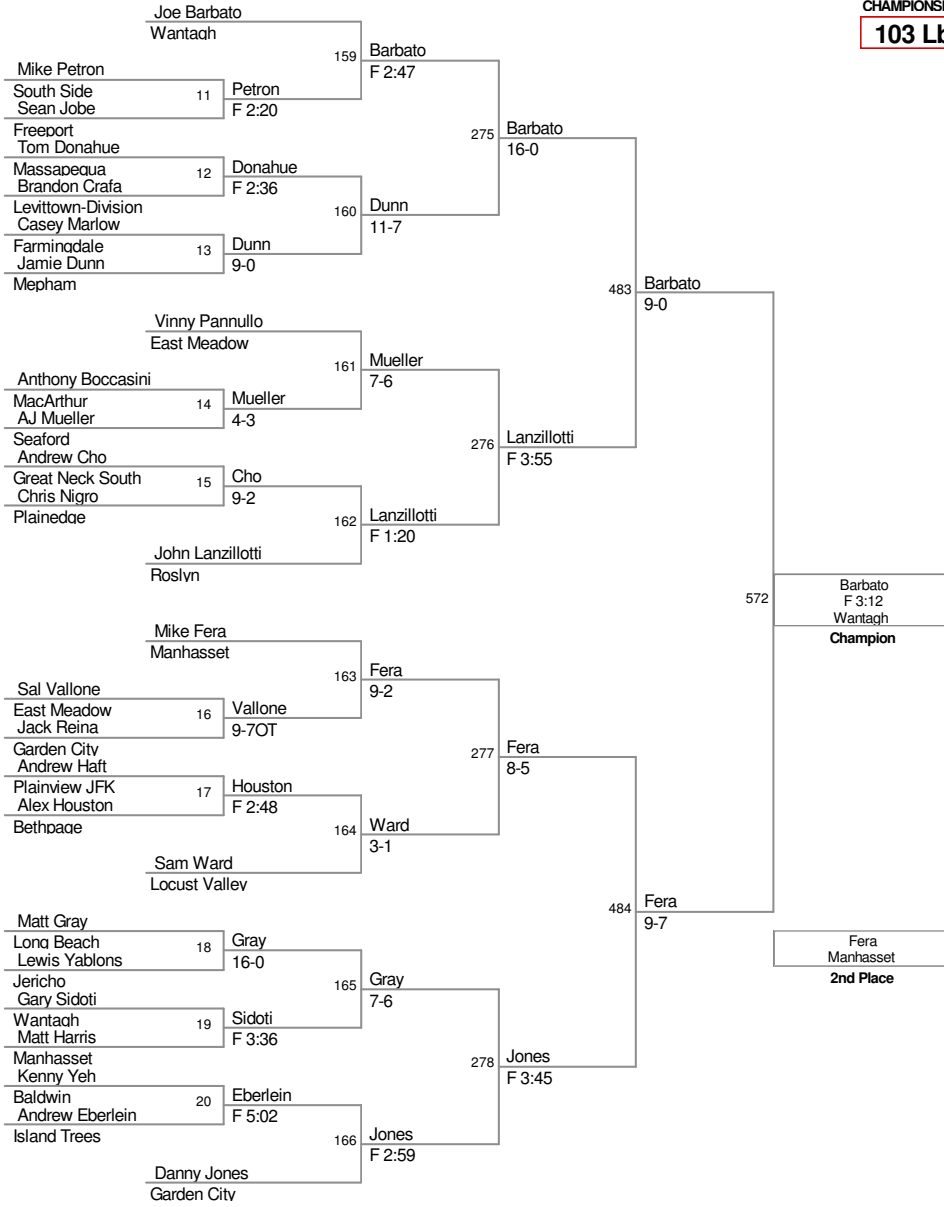 CHAMPIONSH
103 Lb
Joe Barbato
Wantagh
159
Barbato
F 2:47
Mike Petron
South Side
11
Petron
F 2:20
Sean Jobe
Freeport
275
Barbato
16-0
Tom Donahue
Massapequa
12
Donahue
F 2:36
Brandon Crafa
Levittown-Division
160
Dunn
11-7
Casey Marlow
Farmingdale
13
Dunn
9-0
Jamie Dunn
Mepham
483
Barbato
9-0
Vinny Pannullo
East Meadow
161
Mueller
7-6
Anthony Boccasini
MacArthur
14
Mueller
4-3
AJ Mueller
Seaford
276
Lanzillotti
F 3:55
Andrew Cho
Great Neck South
15
Cho
9-2
Chris Nigro
Plainedge
162
Lanzillotti
F 1:20
John Lanzillotti
Roslyn
572
Barbato
F 3:12
Wantagh
Champion
Mike Fera
Manhasset
163
Fera
9-2
Sal Vallone
East Meadow
16
Vallone
9-7OT
Jack Reina
Garden City
277
Fera
8-5
Andrew Haft
Plainview JFK
17
Houston
F 2:48
Alex Houston
Bethpage
164
Ward
3-1
Sam Ward
Locust Valley
484
Fera
9-7
Matt Gray
Long Beach
18
Gray
16-0
Lewis Yablons
Jericho
165
Gray
7-6
Fera
Manhasset
2nd Place
Gary Sidoti
Wantagh
19
Sidoti
F 3:36
Matt Harris
Manhasset
278
Jones
F 3:45
Kenny Yeh
Baldwin
20
Eberlein
F 5:02
Andrew Eberlein
Island Trees
166
Jones
F 2:59
Danny Jones
Garden City